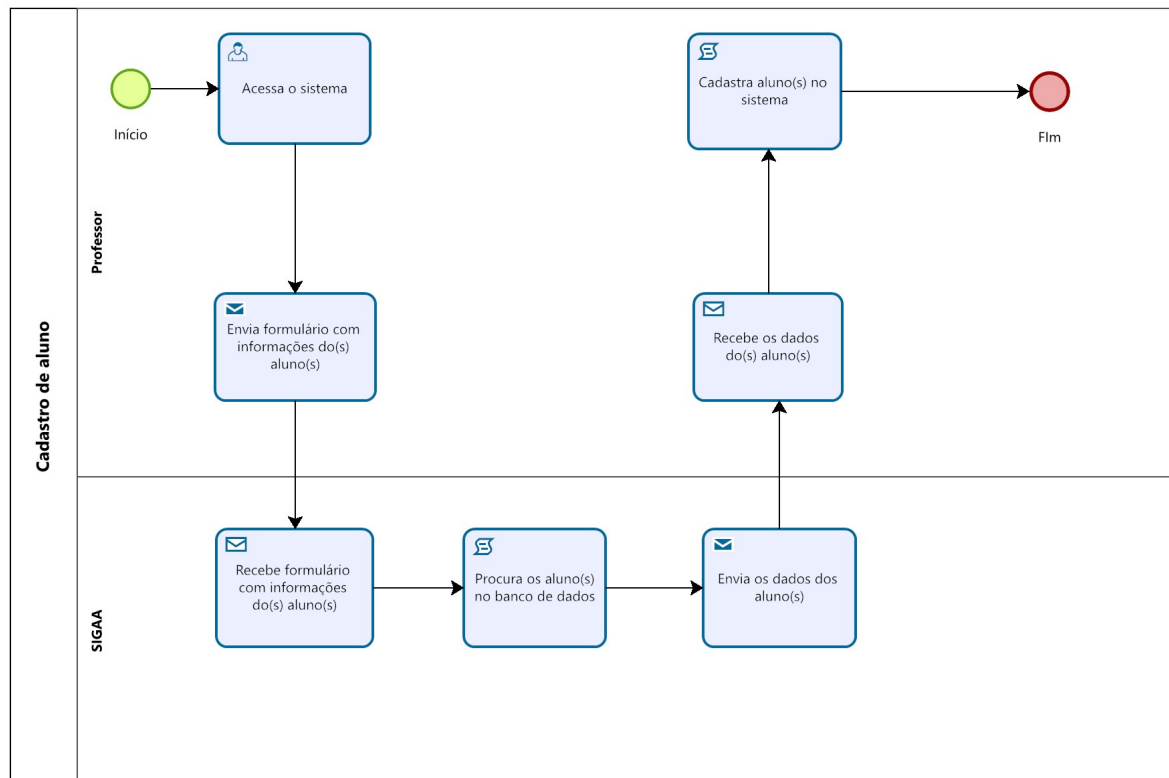 Cadastro de aluno
Professor
Início
Acessa o sistema
Envia formulário com
informações do(s)
aluno(s)
Cadastra aluno(s) no
sistema
FIm
Recebe os dados
do(s) aluno(s)
SIGAA
Recebe formulário
com informações
do(s) aluno(s)
Procura os aluno(s)
no banco de dados
Envia os dados dos
aluno(s)